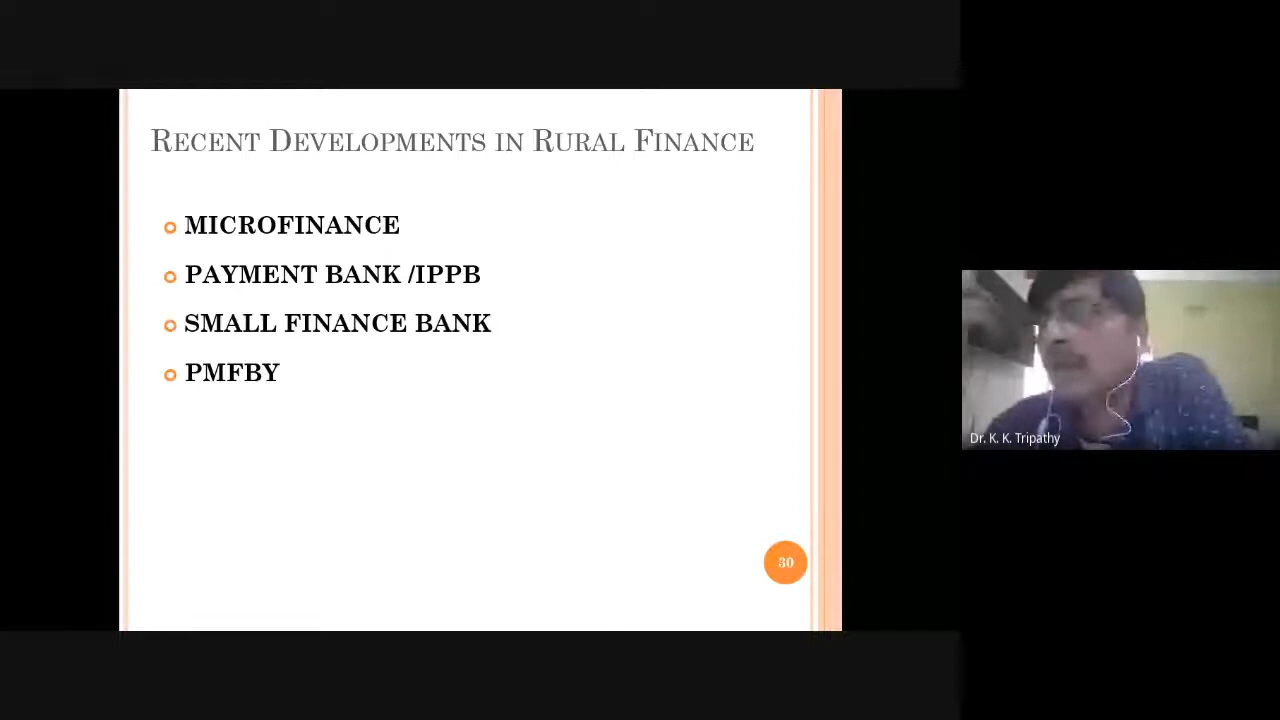 Recent Developments in Rural Finance
MICROFINANCE
PAYMENT BANK /IPPB
SMALL FINANCE BANK
PMFBY
30
Dr. K. K. Tripathy